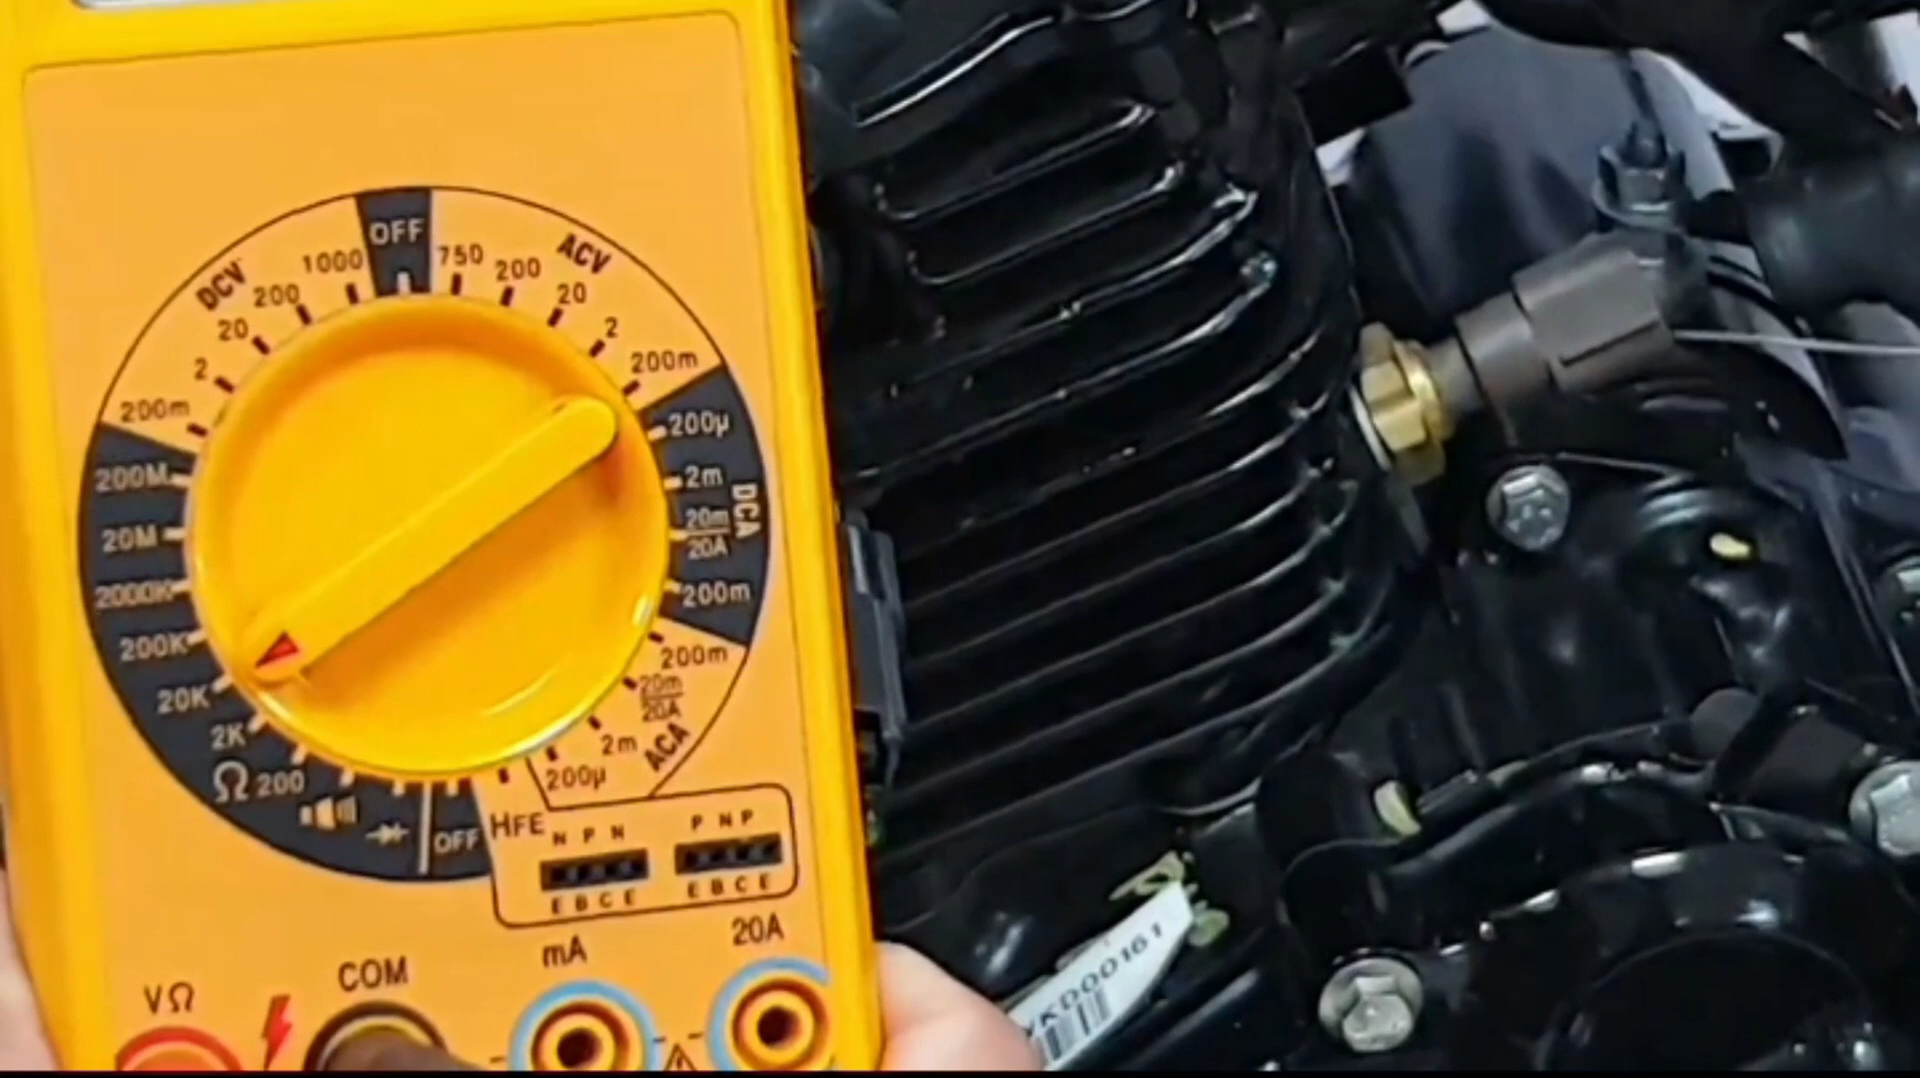 OFF
DCV
1000
200
20
2
200m
750
200
20
2
200m
ACV
200M
20M
2000K
200K
20K
2K
Ω 200
OFF
200µ
2m
20m
20A
200m
DCA
200m
20m
20A
2m
200µ
ACA
HFE
N P N
P N P
E B C E
E B C E
VΩ
COM
mA
20A